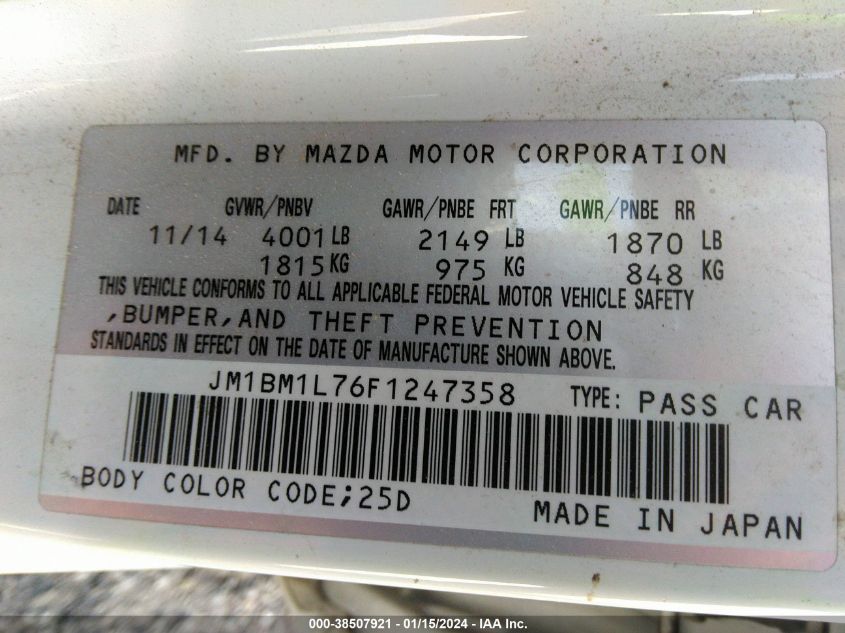 MFD. BY MAZDA MOTOR CORPORATION
DATE GVWR/PNBV GAWR/PNBE FRT GAWR/PNBE RR
11/14 4001 LB 2149 LB 1870 LB
1815 KG 975 KG 848 KG
THIS VEHICLE CONFORMS TO ALL APPLICABLE FEDERAL MOTOR VEHICLE SAFETY
,BUMPER,AND THEFT PREVENTION
STANDARDS IN EFFECT ON THE DATE OF MANUFACTURE SHOWN ABOVE.
JM1BM1L76F1247358 TYPE: PASS CAR
BODY COLOR CODE;25D
MADE IN JAPAN
000-38507921 - 01/15/2024 - IAA Inc.